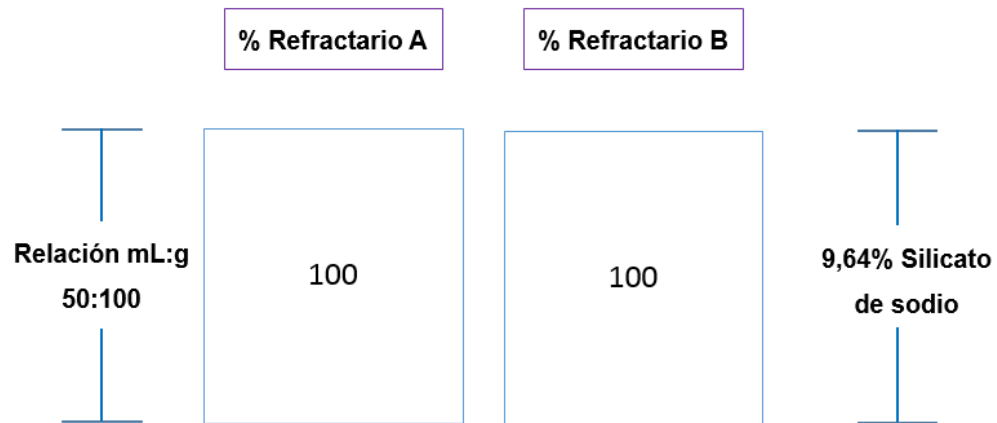 % Refractario A
% Refractario B
Relación mL:g
50:100
100
100
9,64% Silicato
de sodio